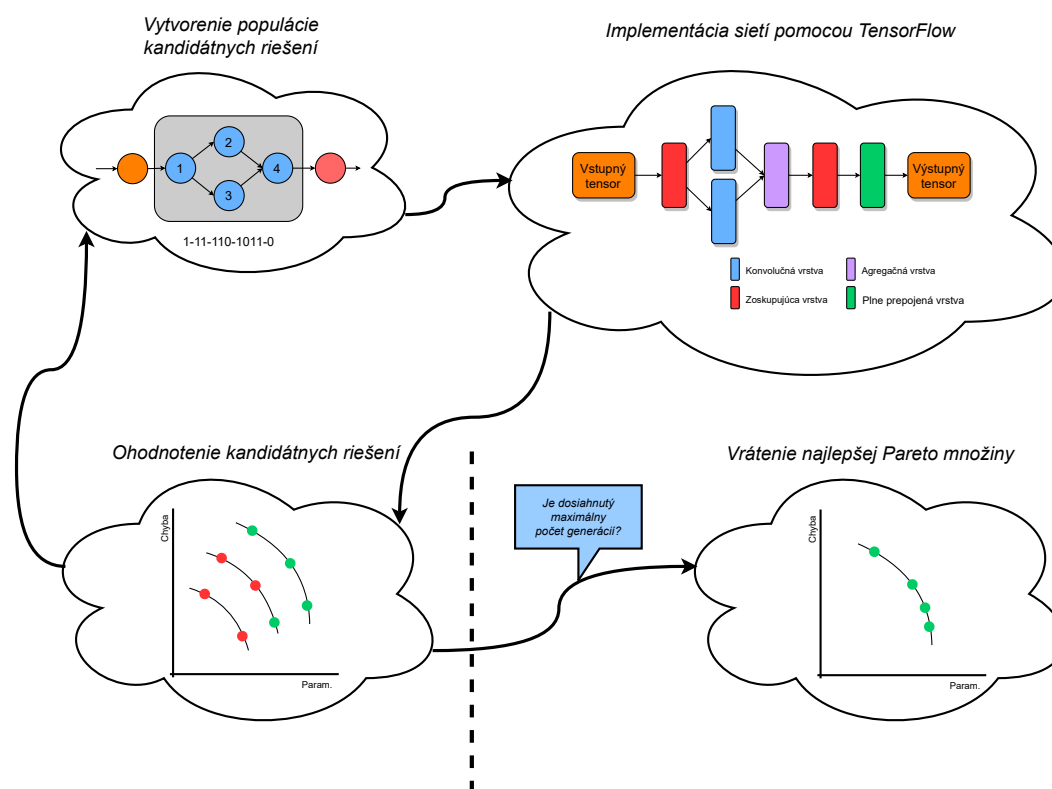 Vytvorenie populácie
kandidátnych riešení
1
2
3
4
1-11-110-1011-0
Implementácia sietí pomocou TensorFlow
Vstupný
tensor
Výstupný
tensor
Konvolučná vrstva
Agregačná vrstva
Zoskupujúca vrstva
Plne prepojená vrstva
Ohodnotenie kandidátnych riešení
Chyba
Param.
Je dosiahnutý
maximálny
počet generácií?
Vrátenie najlepšej Pareto množiny
Chyba
Param.